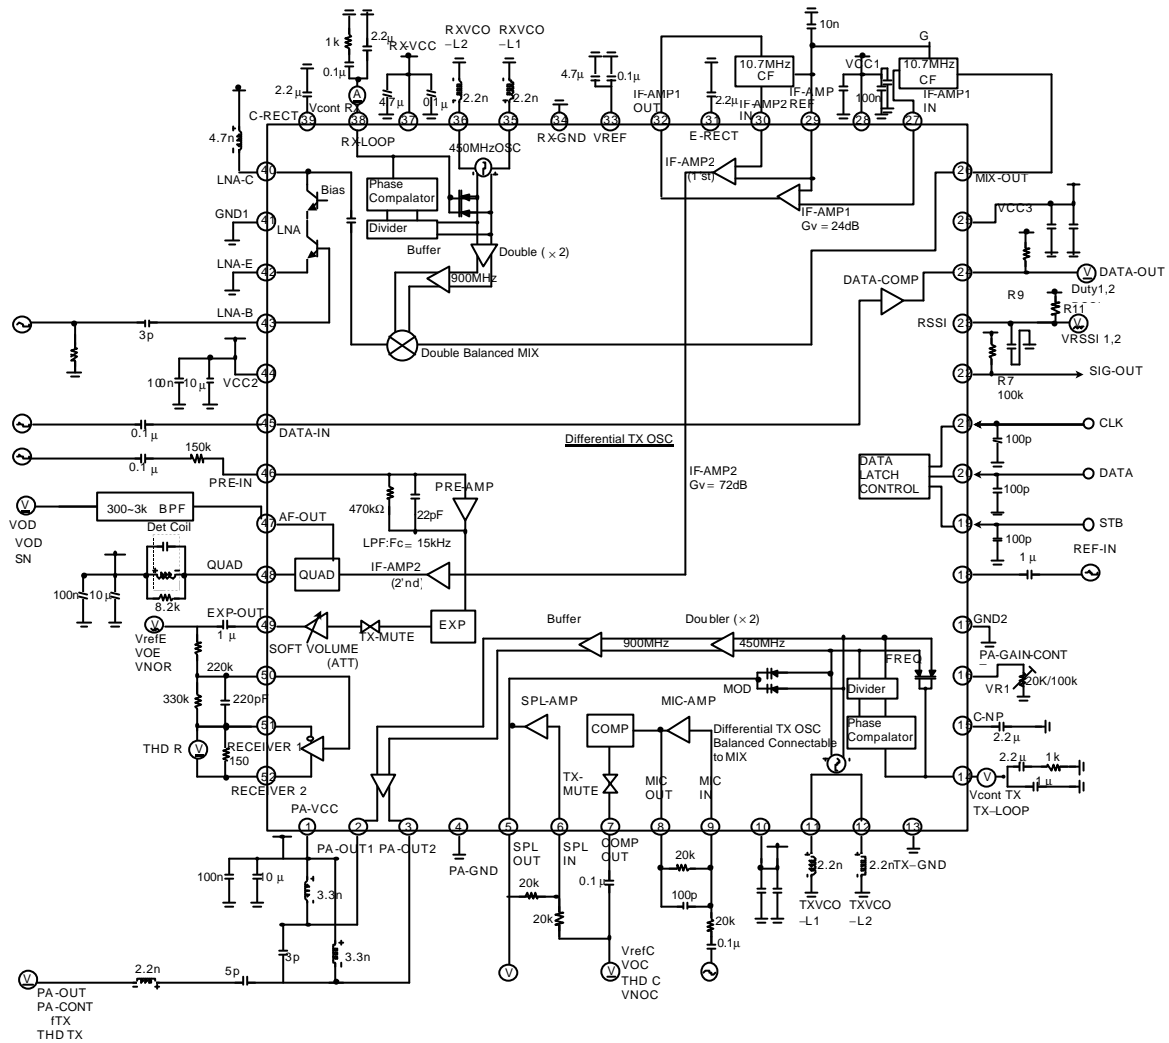 10n
RXVCO
–L2
RXVCO
–L1
G
1k
2.2μ
RX-VCC
10.7MHz
CF
VCC1
10.7MHz
CF
0.1μ
4.7μ
0.1μ
IF-AMP1
OUT
2.2μ
IF-AMP2
IN
IF-AMP
REF
100n
IF-AMP1
IN
2.2μ
Vcont RX
A
4.7μ
0.1μ
2.2n
2.2n
C-RECT
39
38
37
36
35
34
33
32
31
30
29
28
27
RX-LOOP
RX-GND
VREF
E-RECT
4.7n
450MHzOSC
40
LNA-C
Bias
Phase
Compalator
IF-AMP2
(1'st)
26
MIX-OUT
GND1
41
LNA
Divider
IF-AMP1
Gv = 24dB
25
VCC3
Buffer
Double ( × 2)
LNA-E
42
900MHz
DATA-COMP
24
V
DATA-OUT
Duty1,2
R9
R11
LNA-B
43
3p
RSSI
23
V
VRSSI 1,2
Double Balanced MIX
VCC2
44
100n
10 μ
22
SIG-OUT
R7
100k
45
0.1 μ
DATA-IN
Differential TX OSC
21
CLK
100p
150k
0.1 μ
46
PRE-IN
PRE-AMP
IF-AMP2
Gv = 72dB
DATA
LATCH
CONTROL
20
DATA
100p
V
VOD
VOD
SN
300~3k BPF
47
AF-OUT
470kΩ
22pF
LPF:Fc = 15kHz
19
STB
100p
Det Coil
QUAD
48
QUAD
IF-AMP2
(2'nd)
1 μ
REF-IN
18
100n
10 μ
8.2k
EXP-OUT
V
1 μ
49
VrefE
VOE
VNOR
TX-MUTE
EXP
SOFT VOLUME
(ATT)
Buffer
Doubler ( × 2)
900MHz
450MHz
17
GND2
FREQ
PA-GAIN-CONT
16
20K/100k
VR1
220k
50
330k
220pF
MOD
Divider
SPL-AMP
COMP
MIC-AMP
Differential TX OSC
Balanced Connectable
to MIX
Phase
Compalator
15
C-NP
2.2μ
51
THD R
V
RECEIVER 1
150
52
RECEIVER 2
TX-
MUTE
MIC
OUT
MIC
IN
14
V
Vcont TX
TX–LOOP
2.2μ
1k
1 μ
PA-VCC
1
2
3
4
5
6
7
8
9
10
11
12
13
PA-OUT1
PA-OUT2
PA-GND
SPL
OUT
SPL
IN
COMP
OUT
2.2n
2.2n
TX–GND
100n
10 μ
3.3n
20k
0.1 μ
20k
100p
TXVCO
–L1
TXVCO
–L2
20k
20k
0.1μ
3p
3.3n
V
V
VrefC
VOC
THD C
VNOC
V
2.2n
5p
PA-OUT
PA-CONT
fTX
THD TX